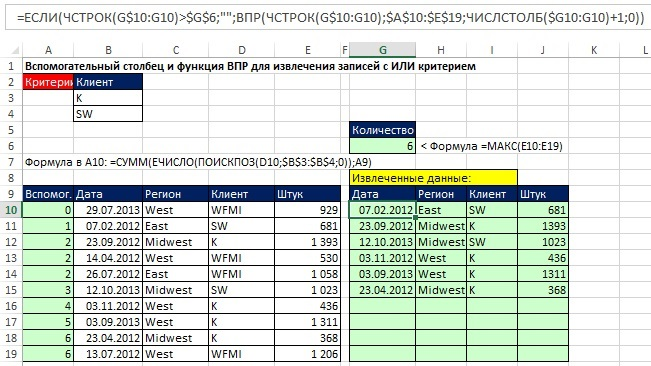 =ЕСЛИ(ЧСТРОК(G$10:G10)>$G$6;"";ВПР(ЧСТРОК(G$10:G10);$A$10:$E$19;ЧИСЛСТОЛБ($G10:G10)+1;0))
A B C D E F G H I J
1 Вспомогательный столбец и функция ВПР для извлечения записей с ИЛИ критерием
2 Критерии Клиент
3 K
4 SW
5 Количество
6 6 < Формула =МАКС(E10:E19)
7 Формула в A10: =СУММ(ЕЧИСЛО(ПОИСКПОЗ(D10;$B$3:$B$4;0));A9)
8 Извлеченные данные:
9 Вспомог. Дата Регион Клиент Штук Дата Регион Клиент Штук
10 0 29.07.2013 West WFMI 929 07.02.2012 East SW 681
11 1 07.02.2012 East SW 681 23.09.2012 Midwest K 1393
12 2 23.09.2012 Midwest K 1 393 12.10.2013 Midwest SW 1023
13 2 14.04.2012 West WFMI 530 03.11.2012 West K 436
14 2 26.07.2012 East WFMI 1 058 03.09.2013 West K 1311
15 3 12.10.2013 Midwest SW 1 023 23.04.2012 Midwest K 368
16 4 03.11.2012 West K 436
17 5 03.09.2013 West K 1 311
18 6 23.04.2012 Midwest K 368
19 6 13.07.2012 West WFMI 1 206